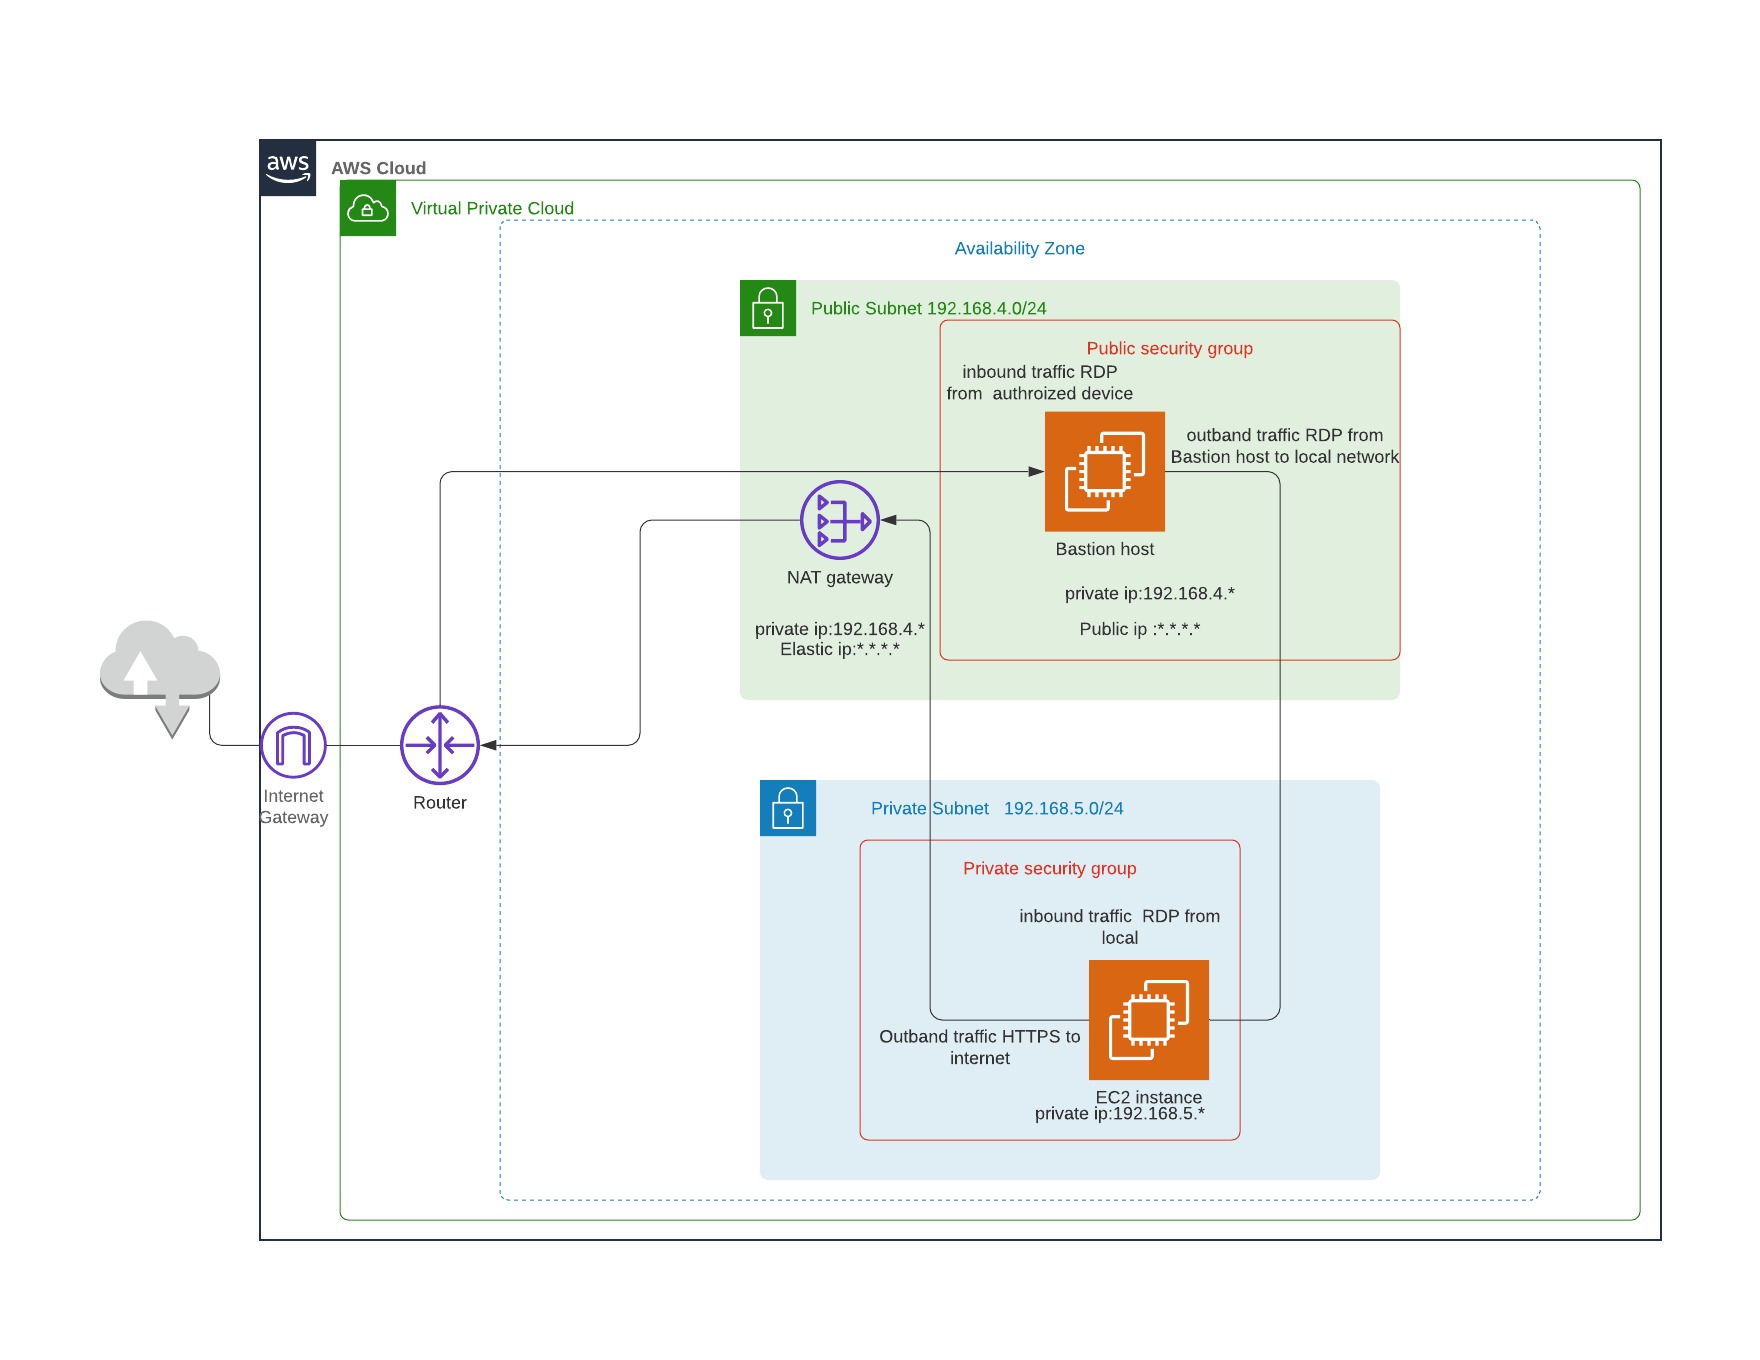 aws
AWS Cloud
Virtual Private Cloud
Availability Zone
Public Subnet 192.168.4.0/24
Public security group
inbound traffic RDP
from  authroized device
outband traffic RDP from
Bastion host to local network
Bastion host
NAT gateway
private ip:192.168.4.*
Public ip :*.*.*.*
private ip:192.168.4.*
Elastic ip:*.*.*.*
Internet
Gateway
Router
Private Subnet   192.168.5.0/24
Private security group
inbound traffic  RDP from
local
Outband traffic HTTPS to
internet
EC2 instance
private ip:192.168.5.*